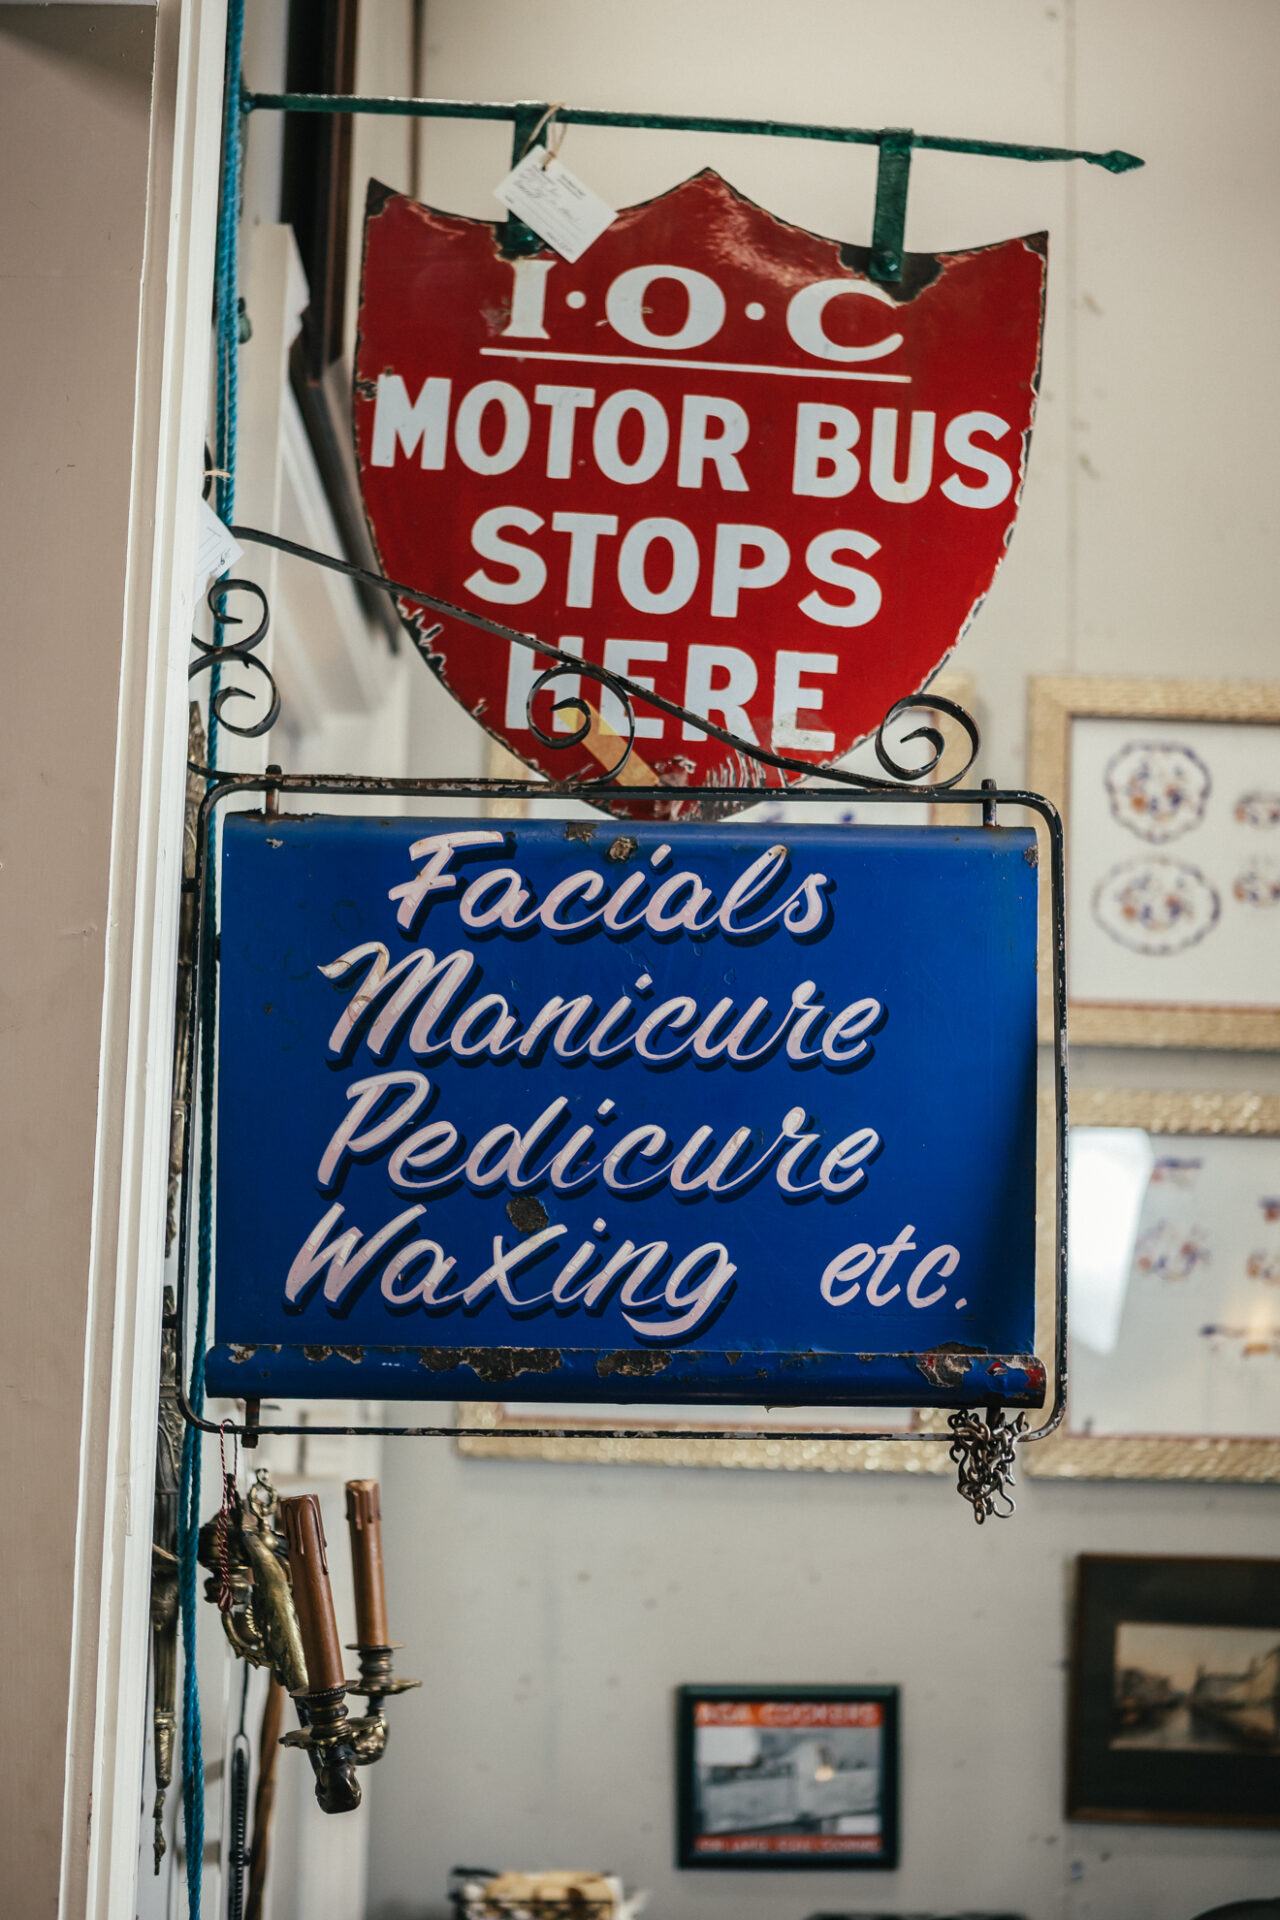 I·O·C
MOTOR BUS
STOPS
HERE
Facials
Manicure
Pedicure
Waxing etc.